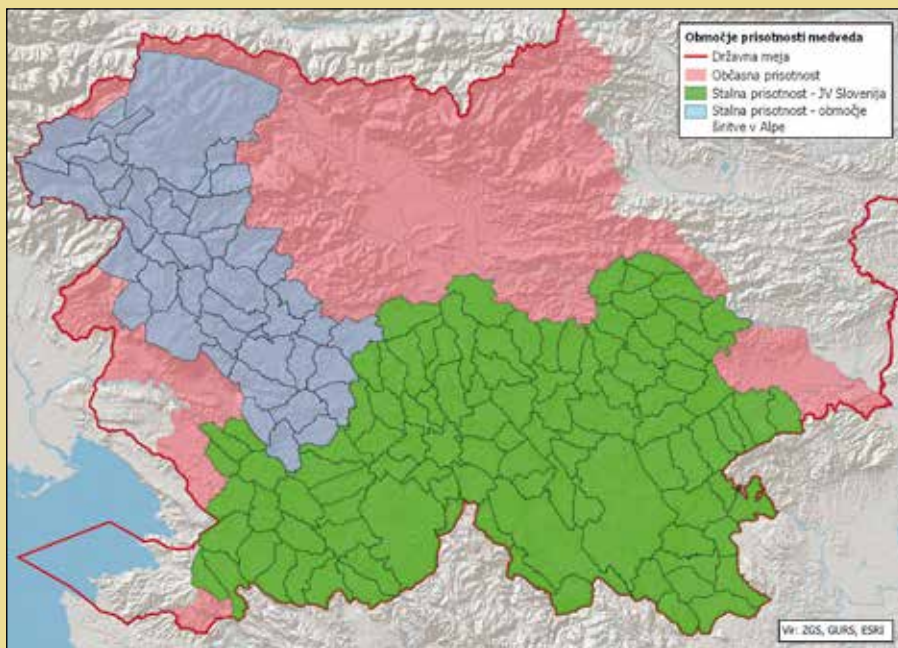 Območje prisotnosti medveda
Državna meja
Občasna prisotnost
Stalna prisotnost - JV Slovenija
Stalna prisotnost - območje
širitve v Alpe
Vir: ZGS, GURS, ESRI